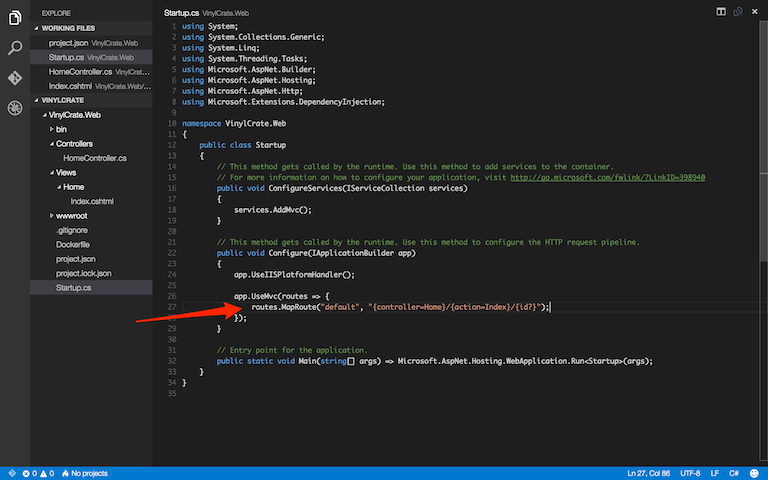 EXPLORE
WORKING FILES
project.json VinylCrate.Web
Startup.cs VinylCrate.Web
HomeController.cs VinylCrat...
Index.cshtml VinylCrate.Web/...
VINYLCRATE
VinylCrate.Web
bin
Controllers
HomeController.cs
Views
Home
Index.cshtml
wwwroot
.gitignore
Dockerfile
project.json
project.lock.json
Startup.cs
Startup.cs VinylCrate.Web
1 using System;
2 using System.Collections.Generic;
3 using System.Linq;
4 using System.Threading.Tasks;
5 using Microsoft.AspNet.Builder;
6 using Microsoft.AspNet.Hosting;
7 using Microsoft.AspNet.Http;
8 using Microsoft.Extensions.DependencyInjection;
9
10 namespace VinylCrate.Web
11 {
12 public class Startup
13 {
14 // This method gets called by the runtime. Use this method to add services to the container.
15 // For more information on how to configure your application, visit http://go.microsoft.com/fwlink/?LinkID=398940
16 public void ConfigureServices(IServiceCollection services)
17 {
18 services.AddMvc();
19 }
20
21 // This method gets called by the runtime. Use this method to configure the HTTP request pipeline.
22 public void Configure(IApplicationBuilder app)
23 {
24 app.UseIISPlatformHandler();
25
26 app.UseMvc(routes => {
27 routes.MapRoute("default", "{controller=Home}/{action=Index}/{id?}");
28 });
29 }
30
31 // Entry point for the application.
32 public static void Main(string[] args) => Microsoft.AspNet.Hosting.WebApplication.Run<Startup>(args);
33 }
34 }
35
0 0 No projects
Ln 27, Col 86 UTF-8 LF C#